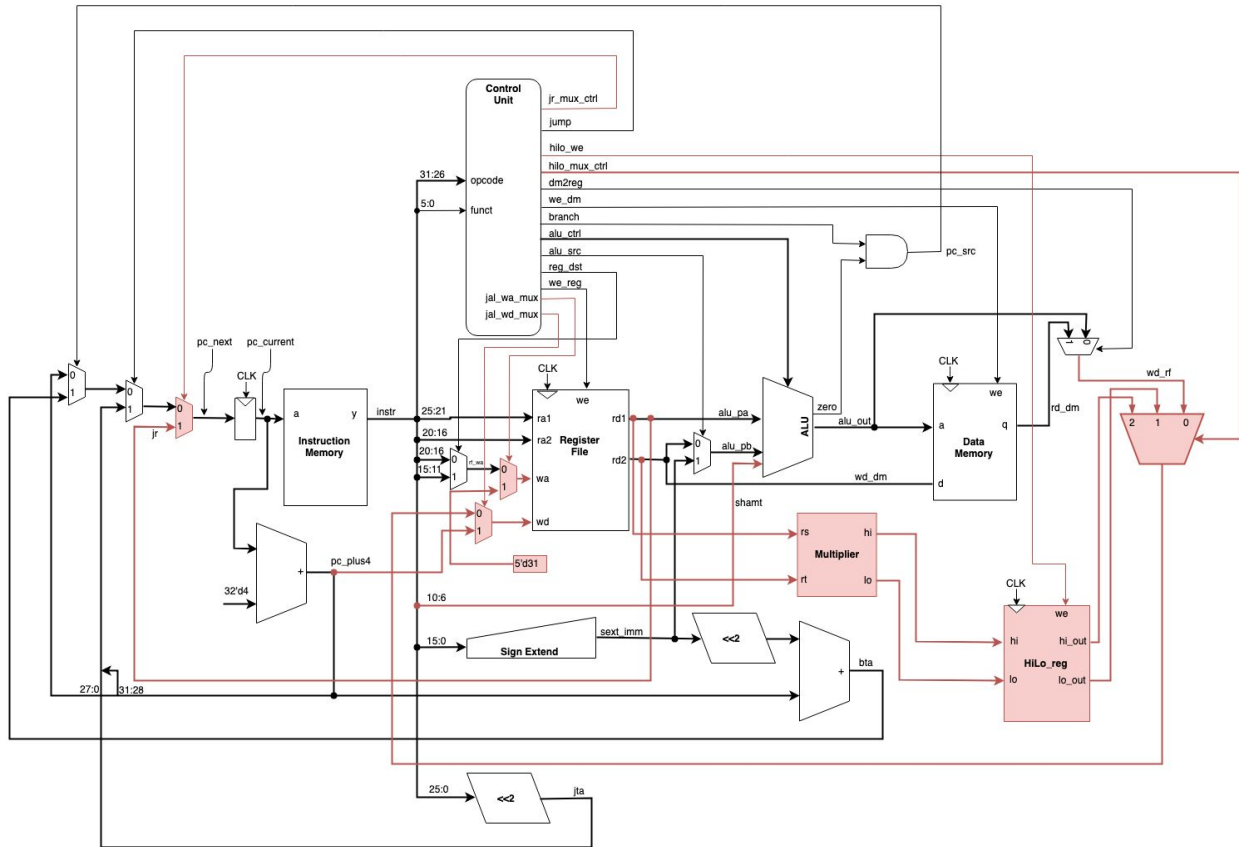 Control
Unit
jr_mux_ctrl
jump
hilo_we
hilo_mux_ctrl
31:26
opcode
dm2reg
we_dm
5:0
funct
branch
alu_ctrl
alu_src
pc_src
reg_dst
we_reg
jal_wa_mux
jal_wd_mux
pc_next
pc_current
CLK
0
1
0
1
0
1
jr
a
y
Instruction
Memory
instr
CLK
we
25:21
ra1
rd1
20:16
ra2
Register
File
rd2
20:16
0
15:11
1
rf_wa
0
1
wa
0
1
wd
alu_pa
0
1
alu_pb
zero
ALU
alu_out
shamt
CLK
we
a
q
Data
Memory
d
wd_dm
rd_dm
1
0
wd_rf
2
1
0
pc_plus4
+
32'd4
5'd31
rs
hi
Multiplier
rt
lo
10:6
CLK
we
hi
hi_out
HiLo_reg
lo
lo_out
15:0
Sign Extend
sext_imm
<<2
+
bta
27:0
31:28
25:0
<<2
jta